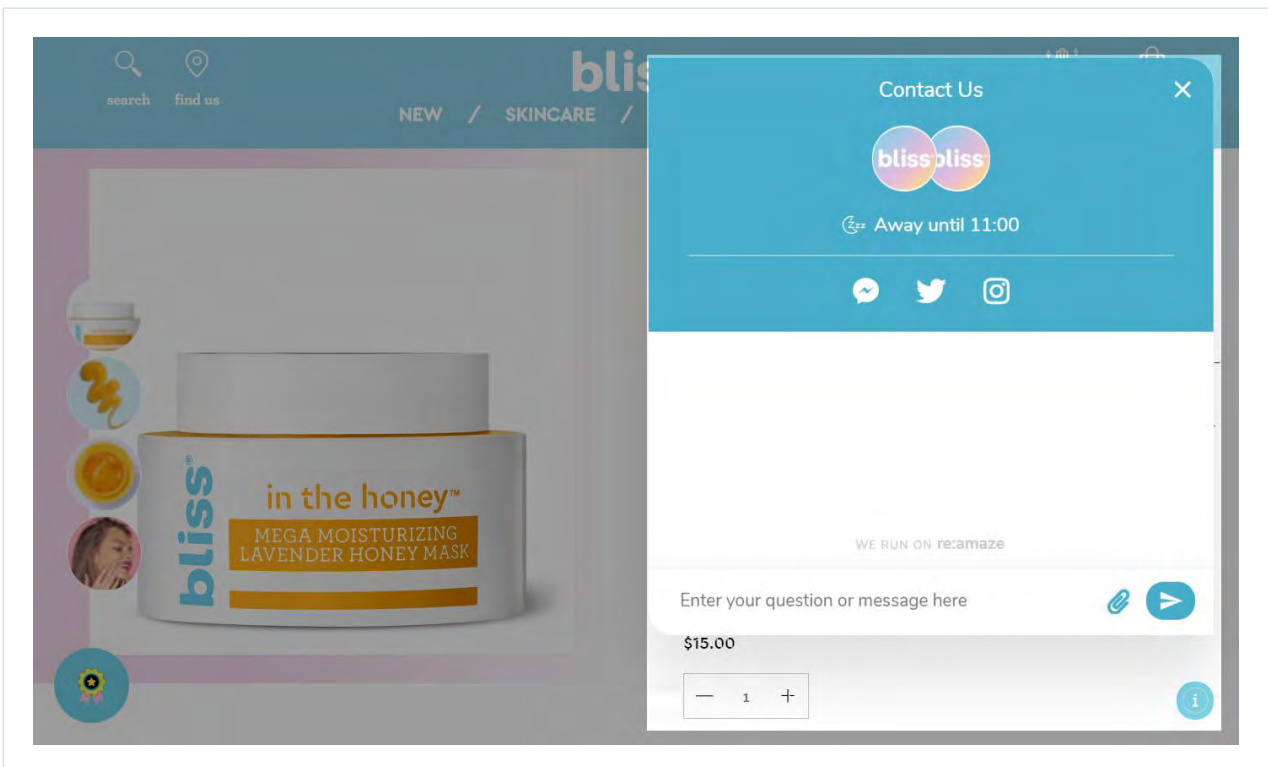 blis
search
find us
NEW / SKINCARE /
Contact Us
bliss bliss
zzz Away until 11:00
bliss®
in the honey™
MEGA MOISTURIZING
LAVENDER HONEY MASK
WE RUN ON re:amaze
Enter your question or message here
$15.00
— 1 +
i